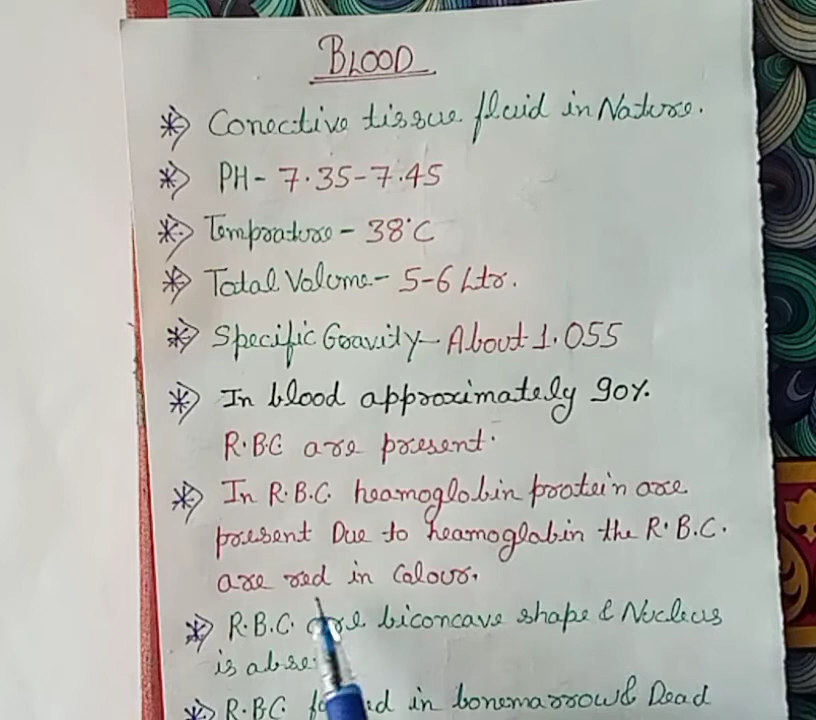 BLOOD
Conective tissue fluid in Nature.
PH - 7.35-7.45
Temprature - 38°C
Total Volume - 5-6 Ltr.
Specific Gravity - About 1.055
In blood approximately 90%.
R.B.C are present.
In R.B.C. heamoglobin protein are
present Due to heamoglobin the R.B.C.
are red in Colour.
R.B.C. are biconcave shape & Nucleus
is abse
R.B.C. in bonemarrow & Dead